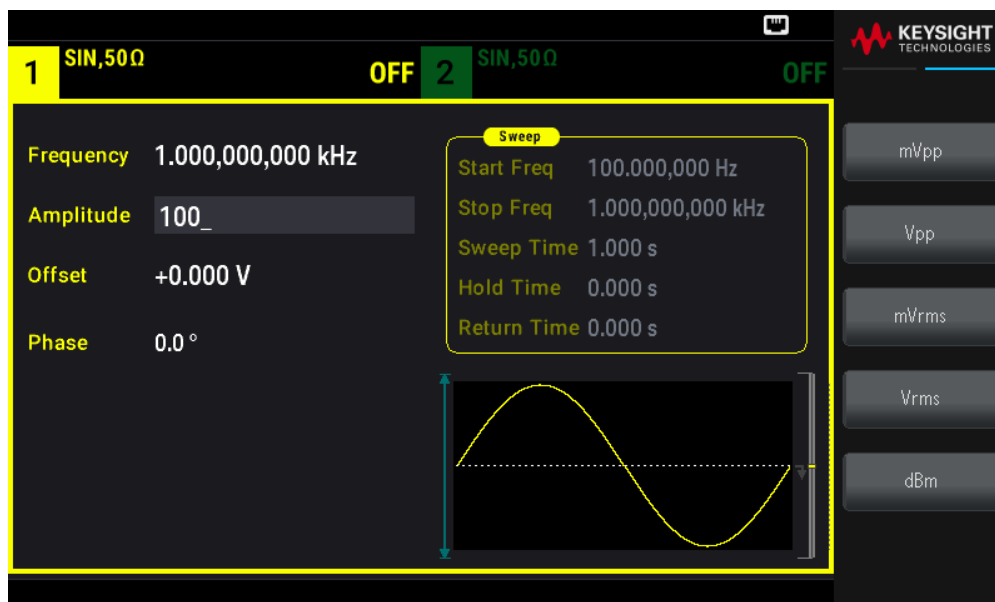 KEYSIGHT
TECHNOLOGIES
1 SIN,50Ω OFF 2 SIN,50Ω OFF
Frequency 1.000,000,000 kHz
Amplitude 100_
Offset +0.000 V
Phase 0.0 °
Sweep
Start Freq 100.000,000 Hz
Stop Freq 1.000,000,000 kHz
Sweep Time 1.000 s
Hold Time 0.000 s
Return Time 0.000 s
mVpp
Vpp
mVrms
Vrms
dBm